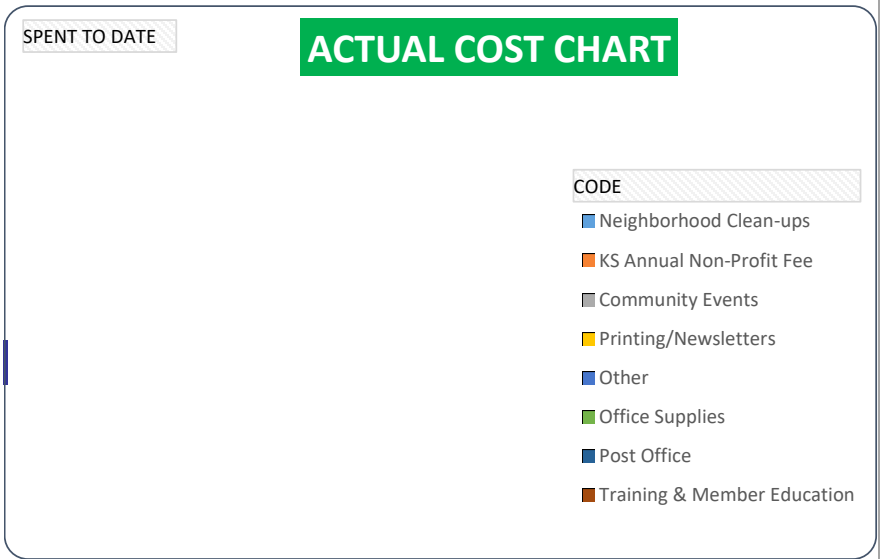 SPENT TO DATE
ACTUAL COST CHART
CODE
Neighborhood Clean-ups
KS Annual Non-Profit Fee
Community Events
Printing/Newsletters
Other
Office Supplies
Post Office
Training & Member Education